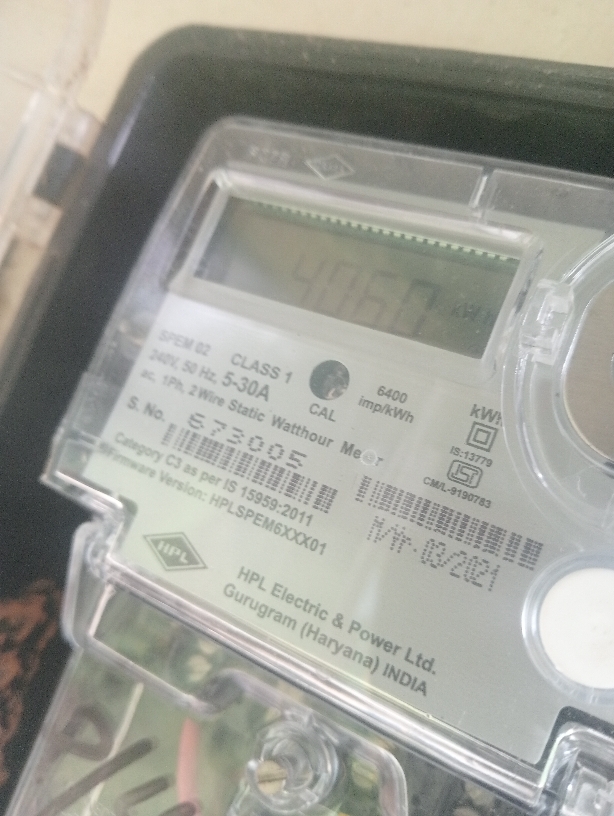 4060 kWh
SPEM 02 CLASS 1
240V, 50 Hz, 5-30A
ac, 1Ph, 2Wire Static Watthour Meter
CAL
6400
imp/kWh
kWh
IS:13779
CM/L-9190783
S. No. 673005
Category C3 as per IS 15959:2011
Firmware Version: HPLSPEM6XXX01
03/2021
HPL
HPL Electric & Power Ltd.
Gurugram (Haryana) INDIA